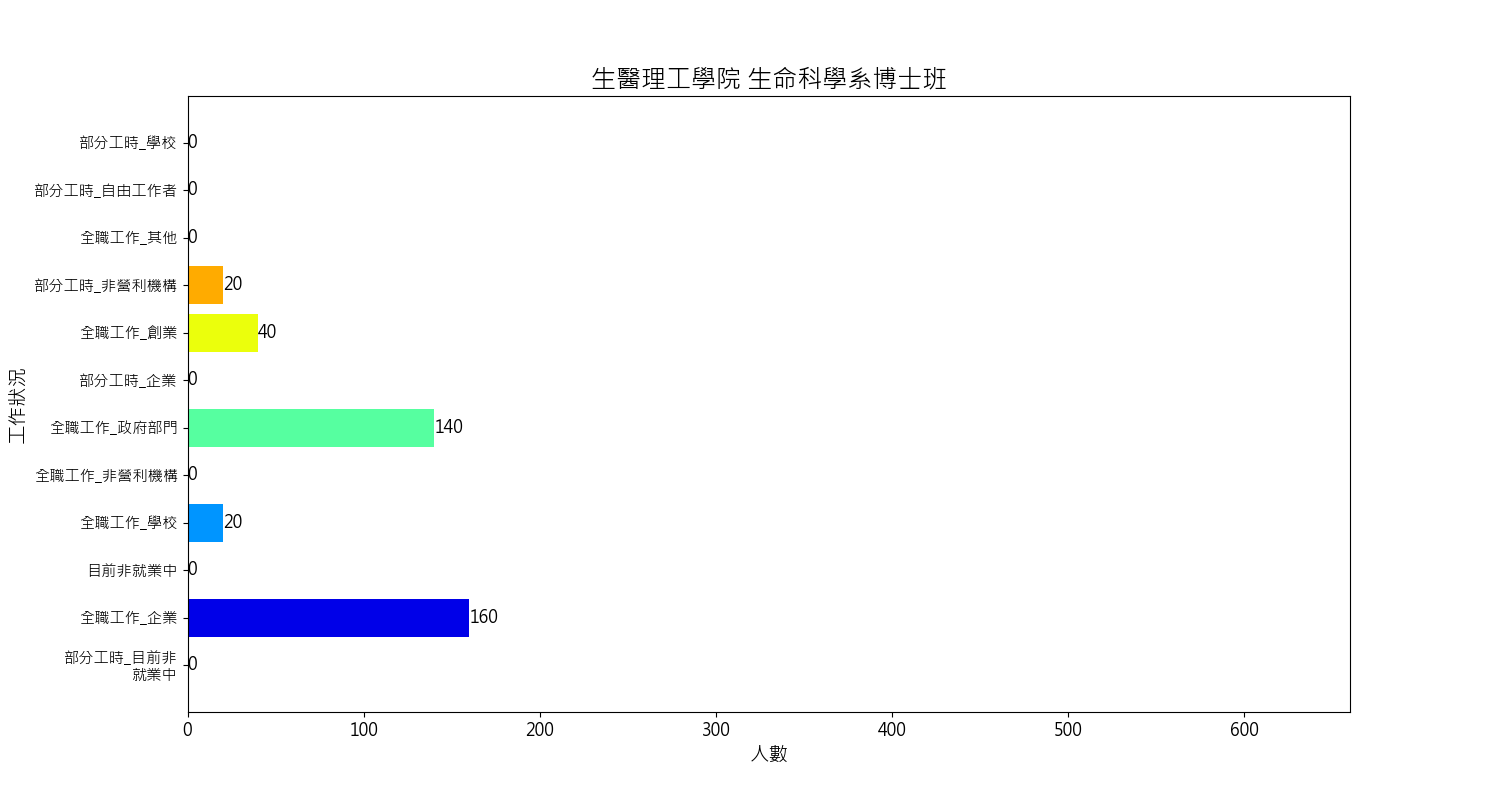 生醫理工學院 生命科學系博士班
工作狀況
部分工時_學校 0
部分工時_自由工作者 0
全職工作_其他 0
部分工時_非營利機構 20
全職工作_創業 40
部分工時_企業 0
全職工作_政府部門 140
全職工作_非營利機構 0
全職工作_學校 20
目前非就業中 0
全職工作_企業 160
部分工時_目前非
就業中 0
0 100 200 300 400 500 600
人數